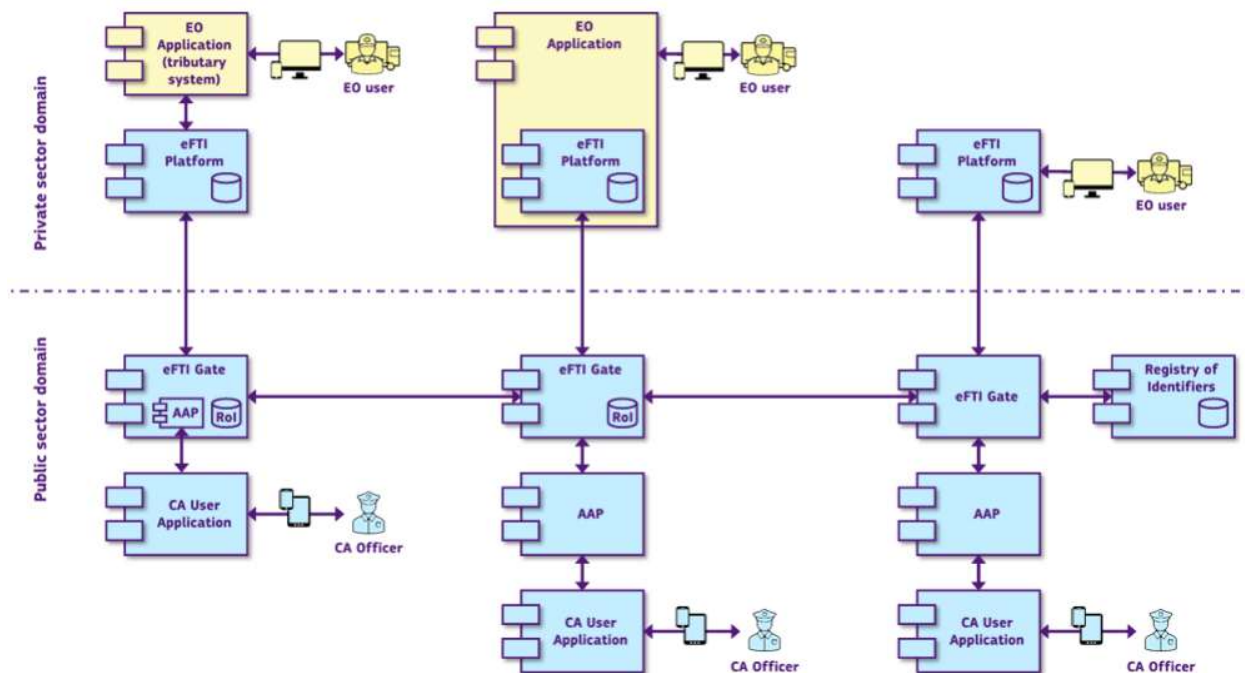 Private sector domain
EO
Application
(tributary
system)
EO user
EO
Application
EO user
eFTI
Platform
eFTI
Platform
eFTI
Platform
EO user
Public sector domain
eFTI Gate
AAP
RoI
eFTI Gate
RoI
eFTI Gate
Registry of
Identifiers
CA User
Application
CA Officer
AAP
AAP
CA User
Application
CA Officer
CA User
Application
CA Officer